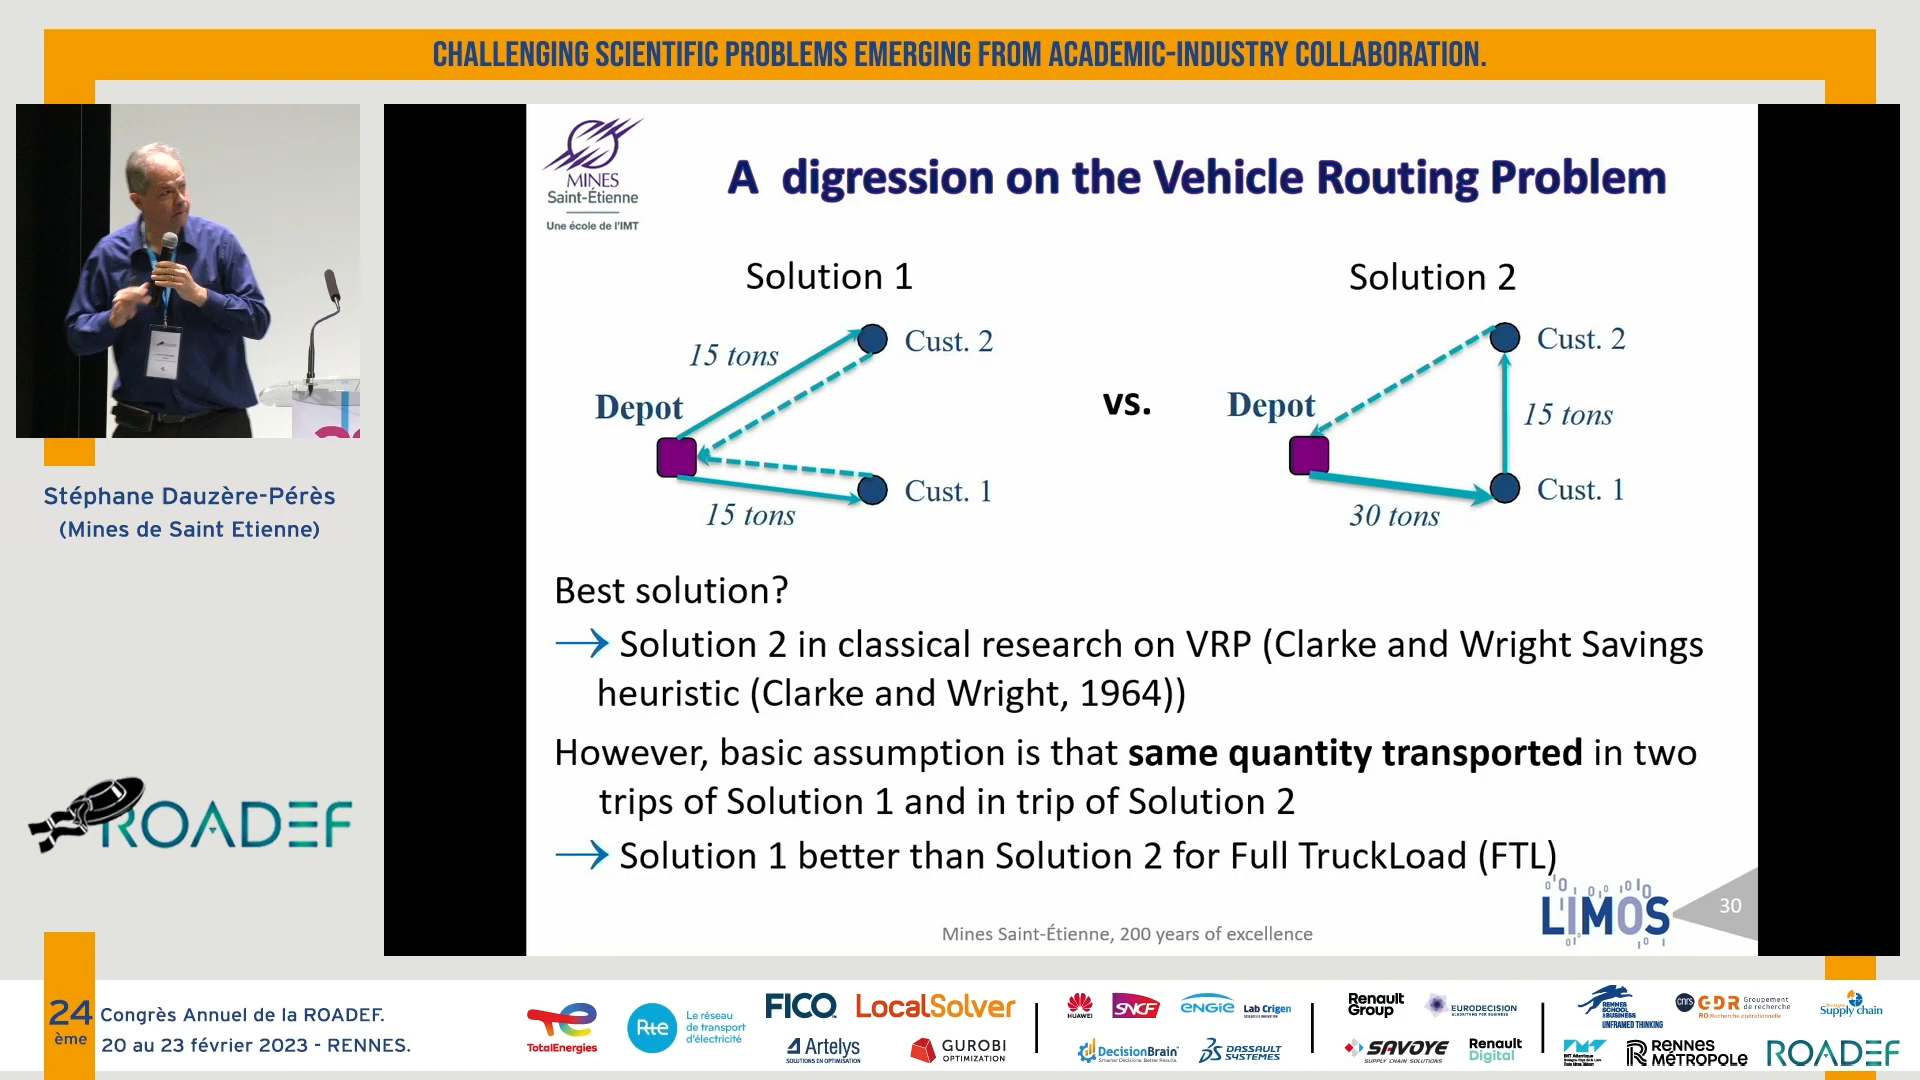 CHALLENGING SCIENTIFIC PROBLEMS EMERGING FROM ACADEMIC-INDUSTRY COLLABORATION.
MINES
Saint-Étienne
Une école de l'IMT
A digression on the Vehicle Routing Problem
Solution 1
Solution 2
15 tons
Cust. 2
Depot
Cust. 1
15 tons
vs.
Cust. 2
Depot
15 tons
Cust. 1
30 tons
Best solution?
→ Solution 2 in classical research on VRP (Clarke and Wright Savings
heuristic (Clarke and Wright, 1964))
However, basic assumption is that same quantity transported in two
trips of Solution 1 and in trip of Solution 2
→ Solution 1 better than Solution 2 for Full TruckLoad (FTL)
LIMOS
30
Mines Saint-Étienne, 200 years of excellence
Stéphane Dauzère-Pérès
(Mines de Saint Etienne)
ROADEF
24
ème
Congrès Annuel de la ROADEF.
20 au 23 février 2023 - RENNES.
TotalEnergies
Rte
Le réseau
de transport
d'électricité
FICO
LocalSolver
Artelys
SOLUTIONS EN OPTIMISATION
GUROBI
OPTIMIZATION
HUAWEI
SNCF
ENGIE
Lab Crigen
DecisionBrain
Smarter Decisions. Better Results.
DASSAULT
SYSTEMES
Renault
Group
EURODECISION
SAVOYE
SUPPLY CHAIN SOLUTIONS
Renault
Digital
RENNES
SCHOOL
OF BUSINESS
UNFRAMED THINKING
cnrs
GDR
Groupement
de recherche
RO Recherche opérationnelle
Supply chain
IMT Atlantique
RENNES
MÉTROPOLE
ROADEF